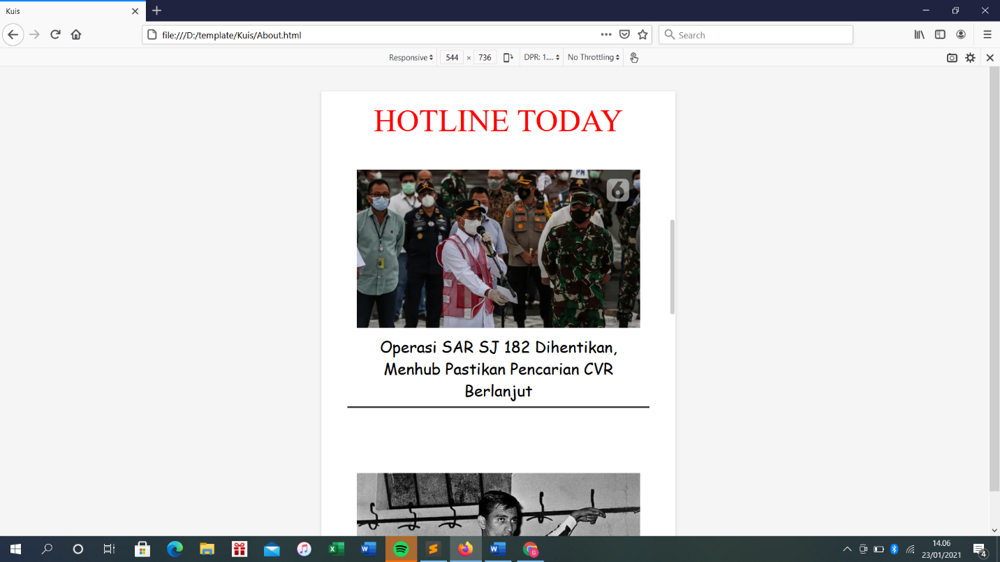 Kuis
file:///D:/template/Kuis/About.html
Search
Responsive
544 × 736
DPR: 1....
No Throttling
HOTLINE TODAY
PM
6
Operasi SAR SJ 182 Dihentikan,
Menhub Pastikan Pencarian CVR
Berlanjut
14.06
23/01/2021
4
G